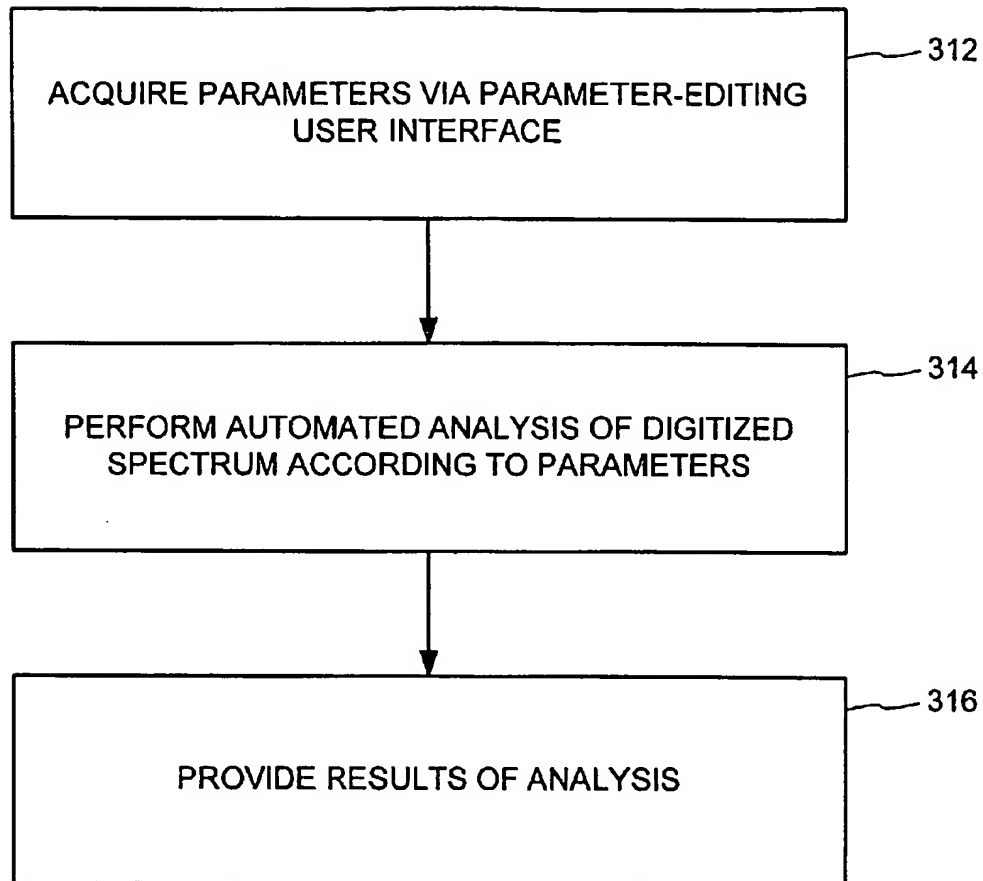 312
ACQUIRE PARAMETERS VIA PARAMETER-EDITING
USER INTERFACE
314
PERFORM AUTOMATED ANALYSIS OF DIGITIZED
SPECTRUM ACCORDING TO PARAMETERS
316
PROVIDE RESULTS OF ANALYSIS